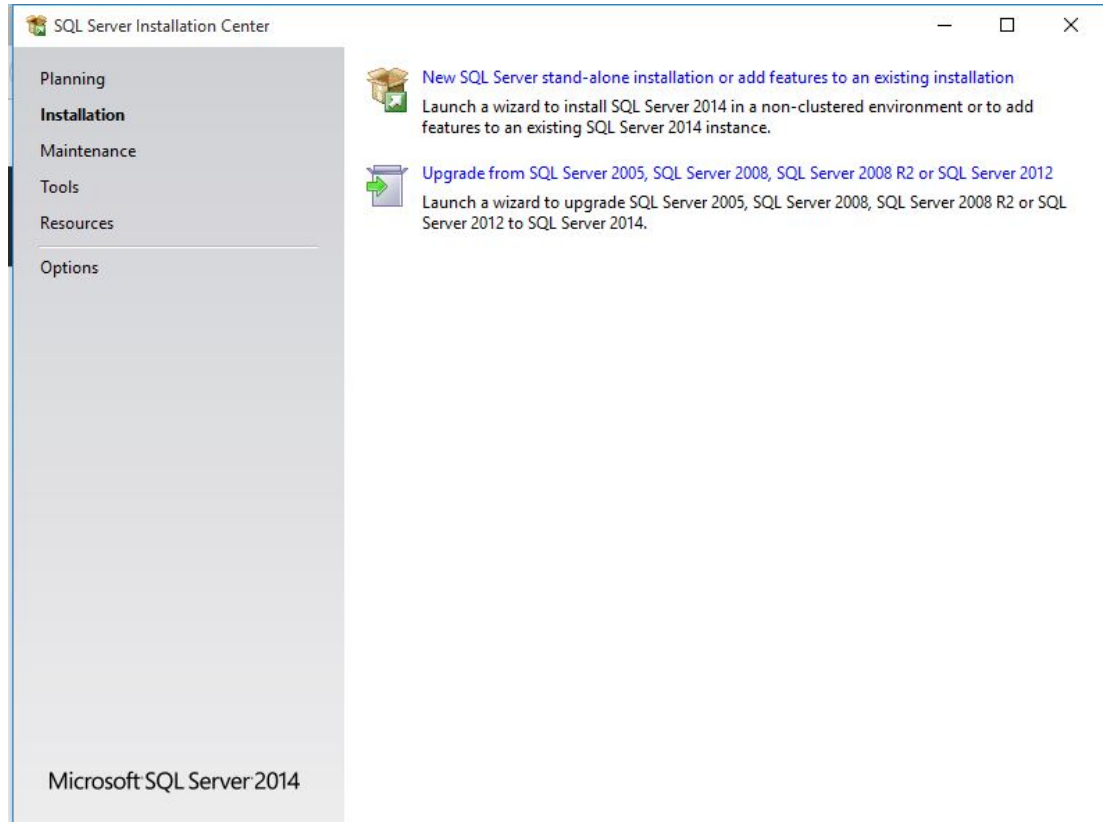 SQL Server Installation Center
Planning
Installation
Maintenance
Tools
Resources
Options
New SQL Server stand-alone installation or add features to an existing installation
Launch a wizard to install SQL Server 2014 in a non-clustered environment or to add
features to an existing SQL Server 2014 instance.
Upgrade from SQL Server 2005, SQL Server 2008, SQL Server 2008 R2 or SQL Server 2012
Launch a wizard to upgrade SQL Server 2005, SQL Server 2008, SQL Server 2008 R2 or SQL
Server 2012 to SQL Server 2014.
Microsoft SQL Server 2014